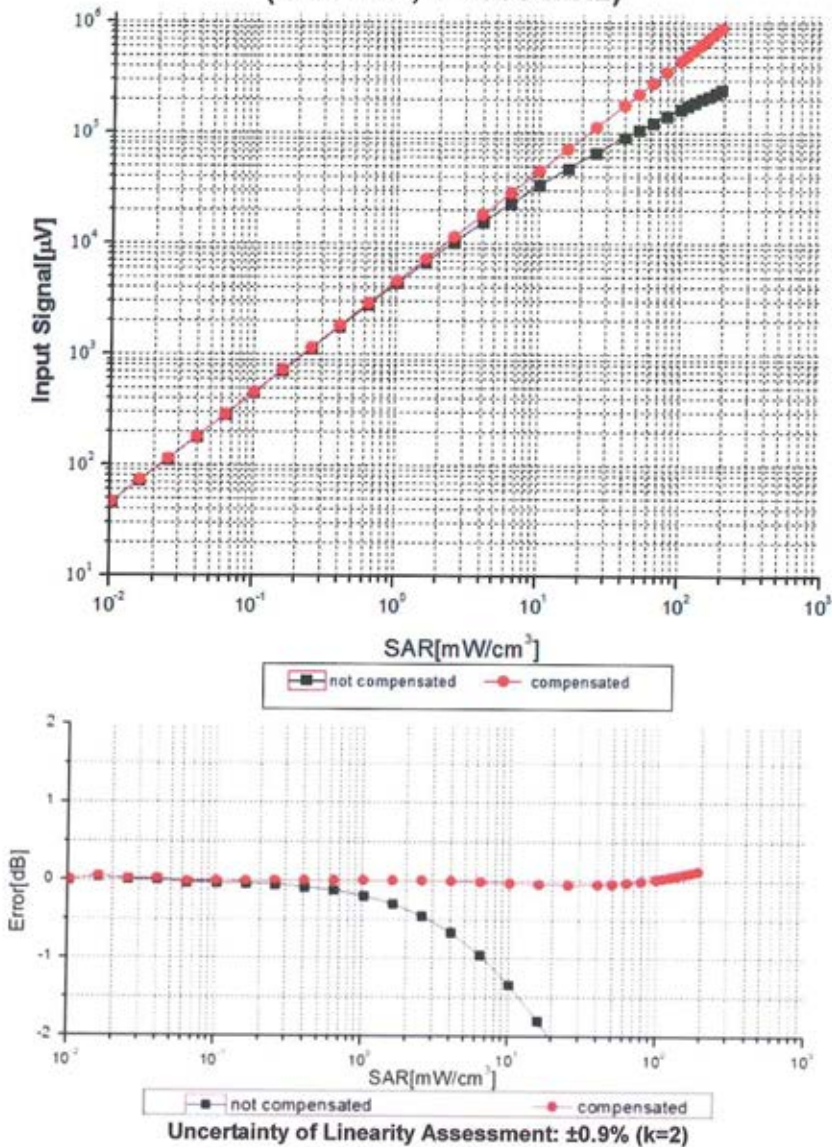 10^6
10^5
10^4
10^3
10^2
10^1
Input Signal[µV]
10^-2 10^-1 10^0 10^1 10^2 10^3
SAR[mW/cm^3]
not compensated compensated
2
1
0
-1
-2
Error[dB]
10^-2 10^-1 10^0 10^1 10^2 10^3
SAR[mW/cm^3]
not compensated compensated
Uncertainty of Linearity Assessment: ±0.9% (k=2)